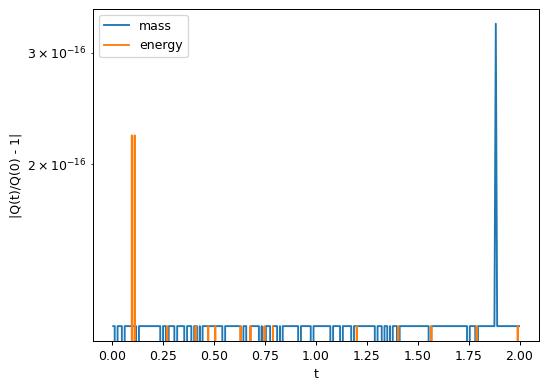 mass
energy
3 × 10⁻¹⁶
2 × 10⁻¹⁶
|Q(t)/Q(0) - 1|
0.00 0.25 0.50 0.75 1.00 1.25 1.50 1.75 2.00
t